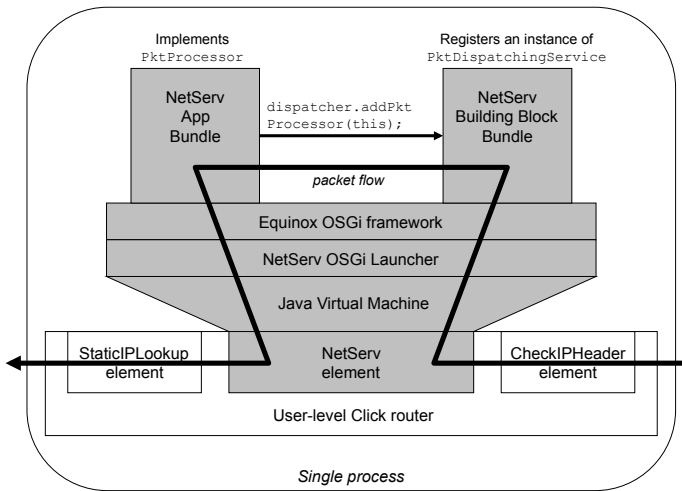 Implements
PktProcessor
Registers an instance of
PktDispatchingService
NetServ
App
Bundle
dispatcher.addPkt
Processor(this);
NetServ
Building Block
Bundle
packet flow
Equinox OSGi framework
NetServ OSGi Launcher
Java Virtual Machine
StaticIPLookup
element
NetServ
element
CheckIPHeader
element
User-level Click router
Single process